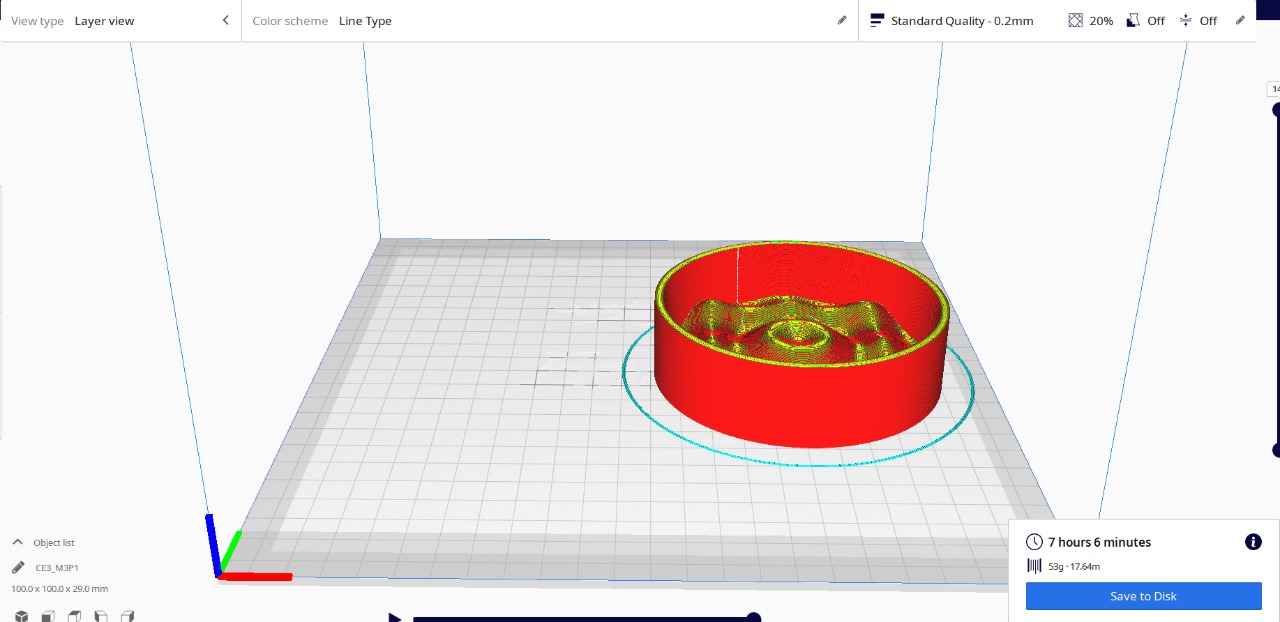 View type Layer view
Color scheme Line Type
Standard Quality - 0.2mm 20% Off Off
Object list
CE3_M3P1
100.0 x 100.0 x 29.0 mm
7 hours 6 minutes
53g · 17.64m
Save to Disk